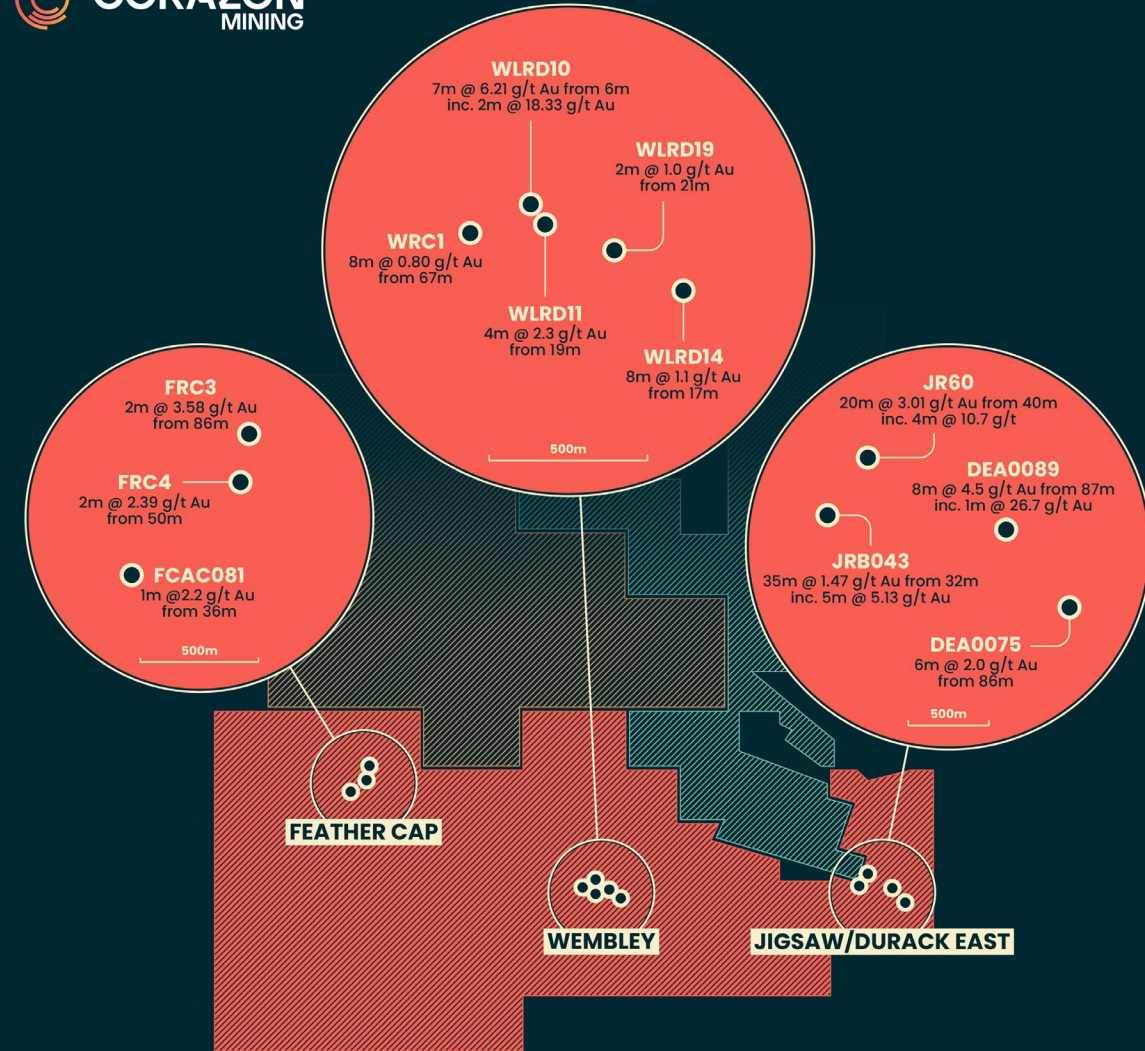 CORAZON
MINING
WLRD10
7m @ 6.21 g/t Au from 6m
inc. 2m @ 18.33 g/t Au
WLRD19
2m @ 1.0 g/t Au
from 21m
WRC1
8m @ 0.80 g/t Au
from 67m
WLRD11
4m @ 2.3 g/t Au
from 19m
WLRD14
8m @ 1.1 g/t Au
from 17m
500m
FRC3
2m @ 3.58 g/t Au
from 86m
FRC4
2m @ 2.39 g/t Au
from 50m
FCAC081
1m @2.2 g/t Au
from 36m
500m
JR60
20m @ 3.01 g/t Au from 40m
inc. 4m @ 10.7 g/t
DEA0089
8m @ 4.5 g/t Au from 87m
inc. 1m @ 26.7 g/t Au
JRB043
35m @ 1.47 g/t Au from 32m
inc. 5m @ 5.13 g/t Au
DEA0075
6m @ 2.0 g/t Au
from 86m
500m
FEATHER CAP
WEMBLEY
JIGSAW/DURACK EAST